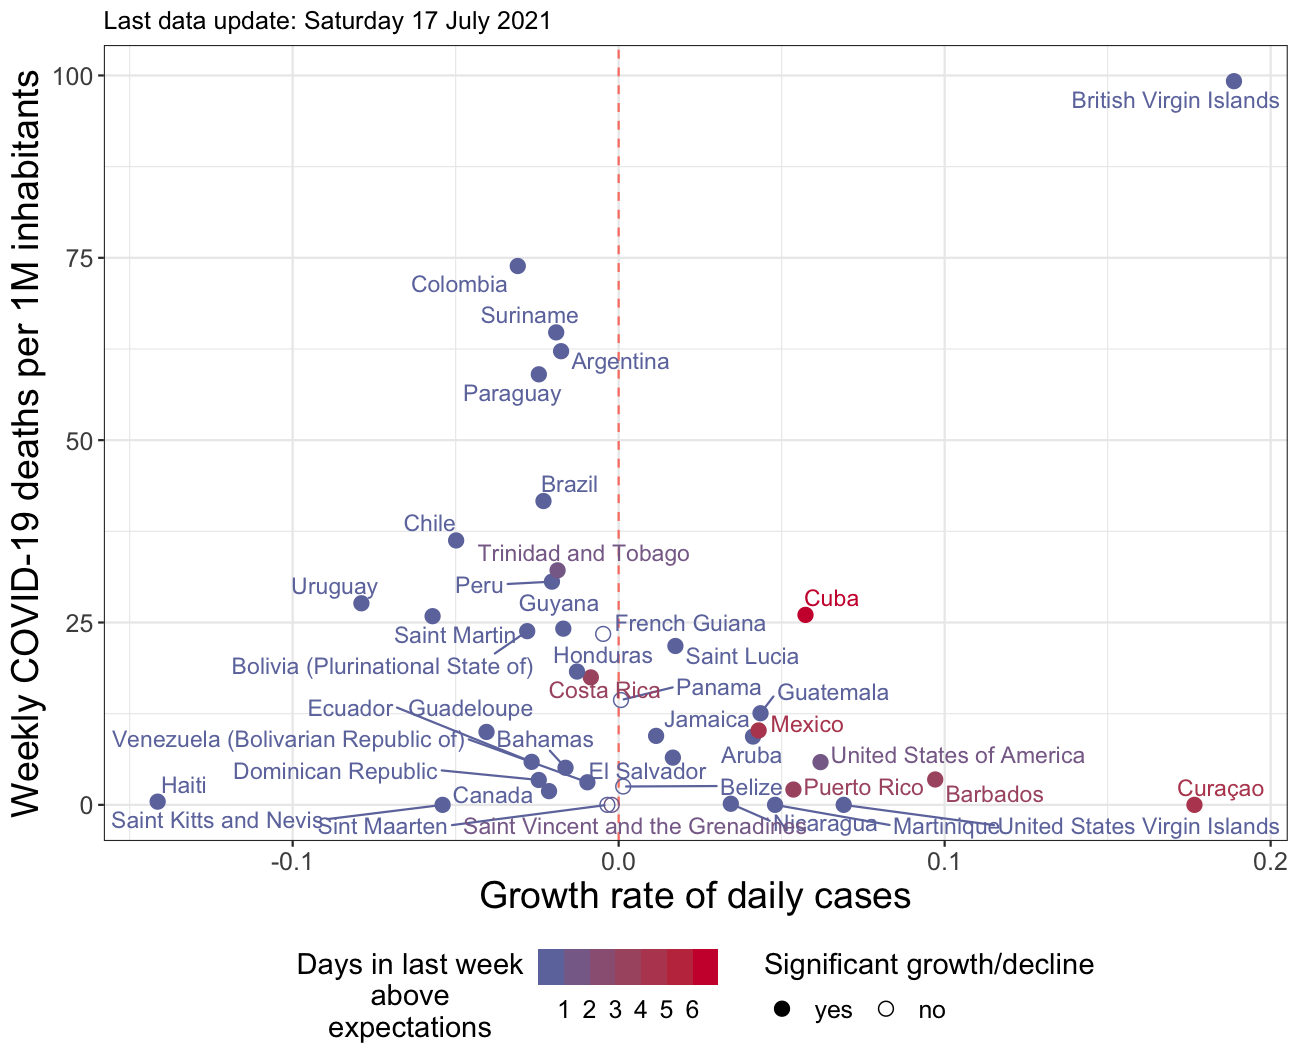 Last data update: Saturday 17 July 2021
Weekly COVID-19 deaths per 1M inhabitants
100
75
50
25
0
British Virgin Islands
Colombia
Suriname
Argentina
Paraguay
Brazil
Chile
Trinidad and Tobago
Peru
Uruguay
Guyana
Cuba
French Guiana
Saint Martin
Honduras
Saint Lucia
Bolivia (Plurinational State of)
Costa Rica
Panama
Guatemala
Ecuador
Guadeloupe
Jamaica
Mexico
Venezuela (Bolivarian Republic of)
Bahamas
Aruba
United States of America
Dominican Republic
El Salvador
Haiti
Canada
Belize
Puerto Rico
Barbados
Curaçao
Saint Kitts and Nevis
Sint Maarten
Saint Vincent and the Grenadines
Nicaragua
Martinique
United States Virgin Islands
-0.1
0.0
0.1
0.2
Growth rate of daily cases
Days in last week
above
expectations
1 2 3 4 5 6
Significant growth/decline
yes
no